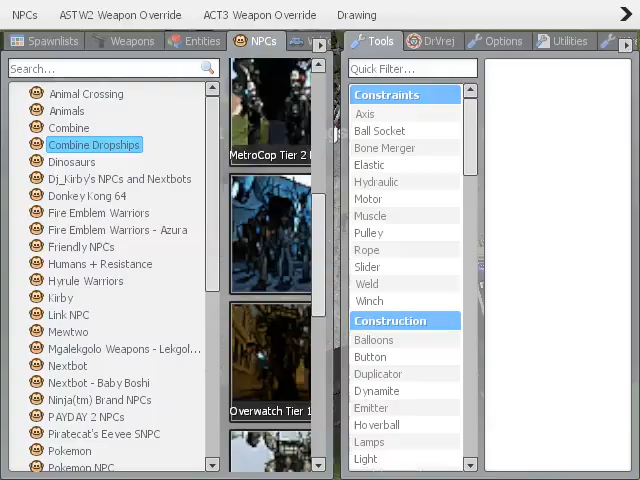 NPCs ASTW2 Weapon Override ACT3 Weapon Override Drawing
Spawnlists Weapons Entities NPCs
Tools DrVrej Options Utilities
Search...
Animal Crossing
Animals
Combine
Combine Dropships
Dinosaurs
Dj_Kirby's NPCs and Nextbots
Donkey Kong 64
Fire Emblem Warriors
Fire Emblem Warriors - Azura
Friendly NPCs
Humans + Resistance
Hyrule Warriors
Kirby
Link NPC
Mewtwo
Mgalekgolo Weapons - Lekgol...
Nextbot
Nextbot - Baby Boshi
Ninja(tm) Brand NPCs
PAYDAY 2 NPCs
Piratecat's Eevee SNPC
Pokemon
Pokemon NPC
MetroCop Tier 2
Overwatch Tier 1
Quick Filter...
Constraints
Axis
Ball Socket
Bone Merger
Elastic
Hydraulic
Motor
Muscle
Pulley
Rope
Slider
Weld
Winch
Construction
Balloons
Button
Duplicator
Dynamite
Emitter
Hoverball
Lamps
Light